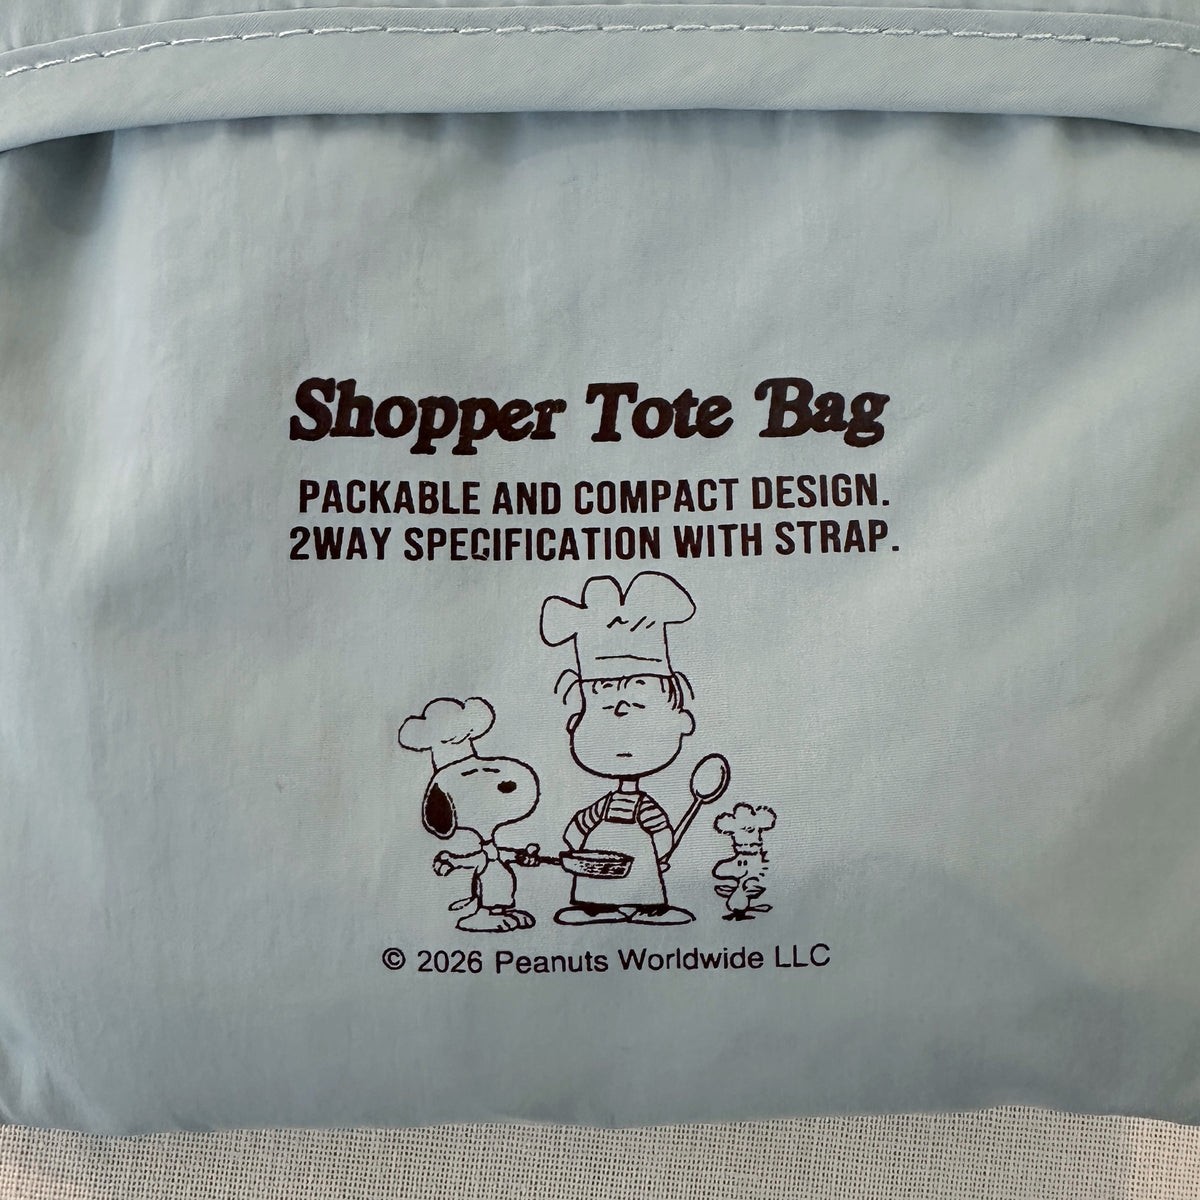 Shopper Tote Bag
PACKABLE AND COMPACT DESIGN.
2WAY SPECIFICATION WITH STRAP.
© 2026 Peanuts Worldwide LLC